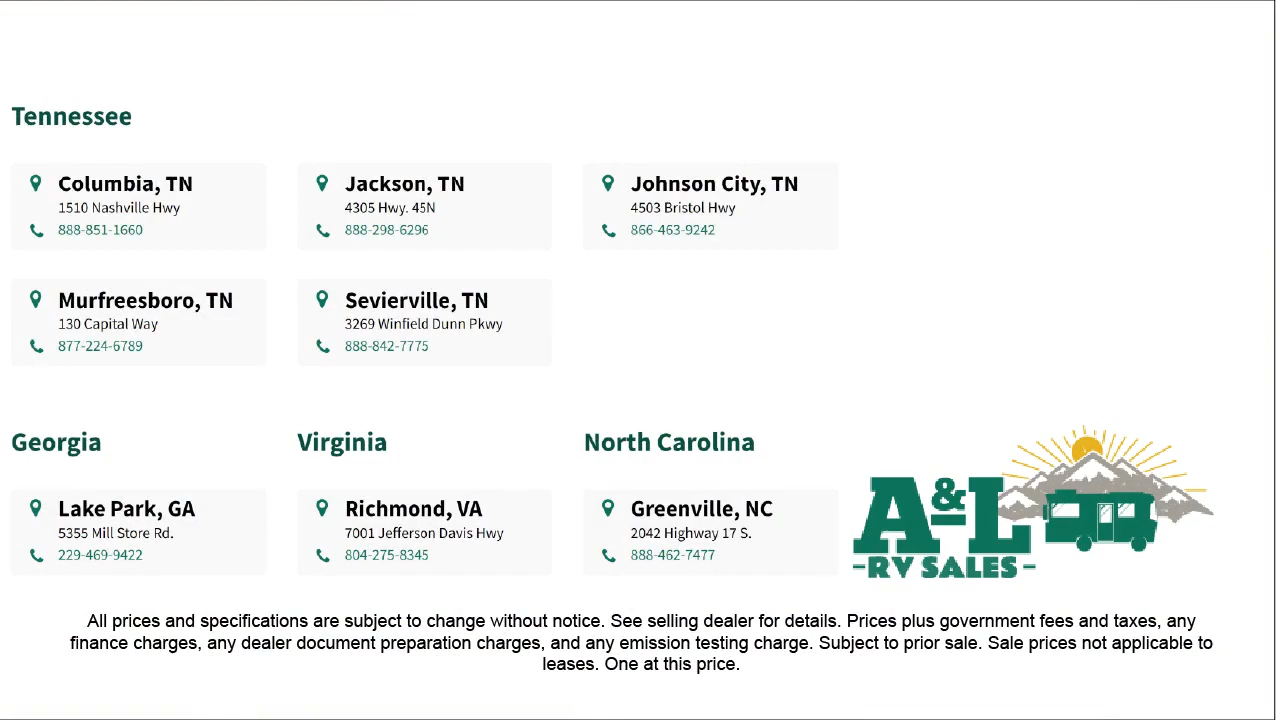 Tennessee
Columbia, TN
1510 Nashville Hwy
888-851-1660
Jackson, TN
4305 Hwy. 45N
888-298-6296
Johnson City, TN
4503 Bristol Hwy
866-463-9242
Murfreesboro, TN
130 Capital Way
877-224-6789
Sevierville, TN
3269 Winfield Dunn Pkwy
888-842-7775
Georgia
Lake Park, GA
5355 Mill Store Rd.
229-469-9422
Virginia
Richmond, VA
7001 Jefferson Davis Hwy
804-275-8345
North Carolina
Greenville, NC
2042 Highway 17 S.
888-462-7477
A&L
-RV SALES-
All prices and specifications are subject to change without notice. See selling dealer for details. Prices plus government fees and taxes, any
finance charges, any dealer document preparation charges, and any emission testing charge. Subject to prior sale. Sale prices not applicable to
leases. One at this price.